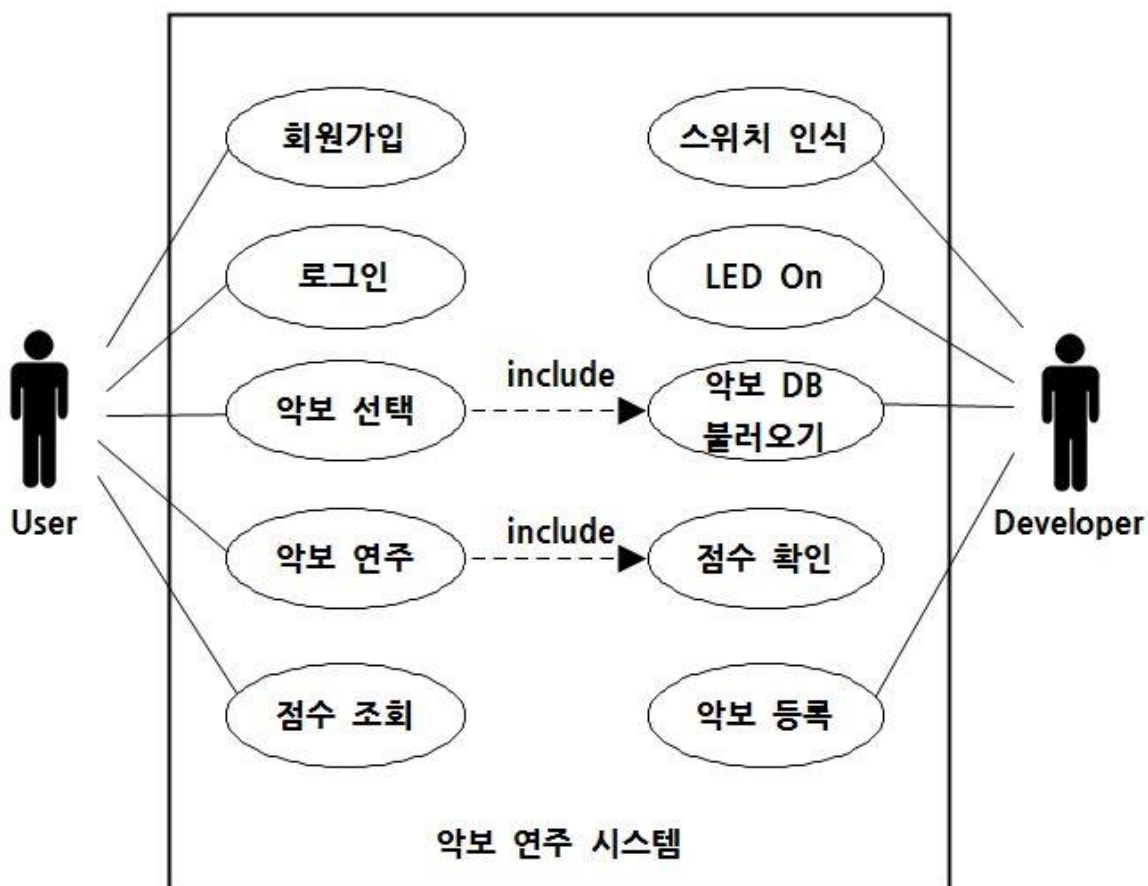 회원가입
스위치 인식
로그인
LED On
악보 선택
include
악보 DB
불러오기
User
악보 연주
include
점수 확인
Developer
점수 조회
악보 등록
악보 연주 시스템